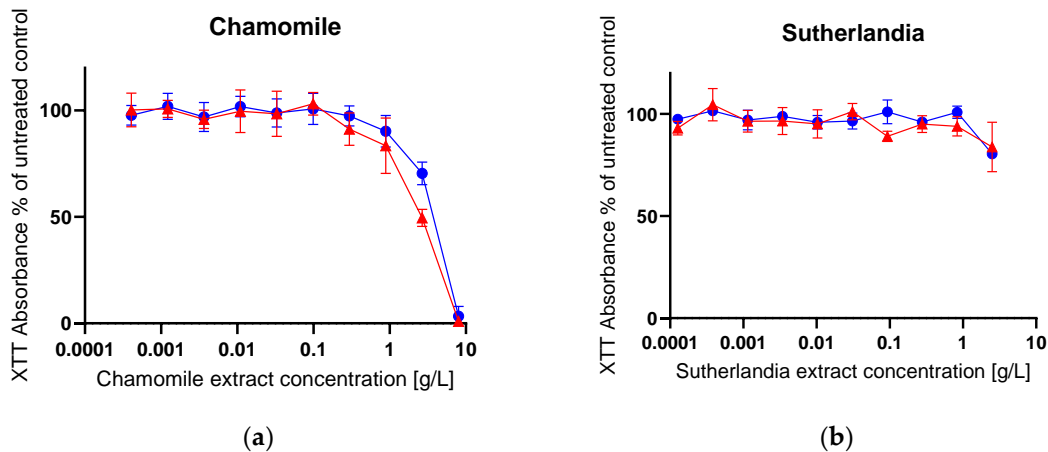 Chamomile
XTT Absorbance % of untreated control
100
50
0
0.0001 0.001 0.01 0.1 1 10
Chamomile extract concentration [g/L]
(a)
Sutherlandia
XTT Absorbance % of untreated control
100
50
0
0.0001 0.001 0.01 0.1 1 10
Sutherlandia extract concentration [g/L]
(b)